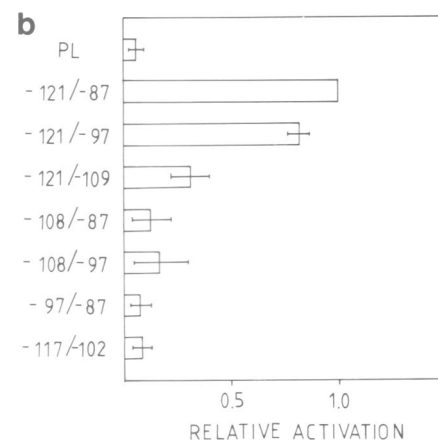 b
PL
- 121/-87
- 121/-97
- 121/-109
- 108/-87
- 108/-97
- 97/-87
- 117/-102
0.5 1.0
RELATIVE ACTIVATION